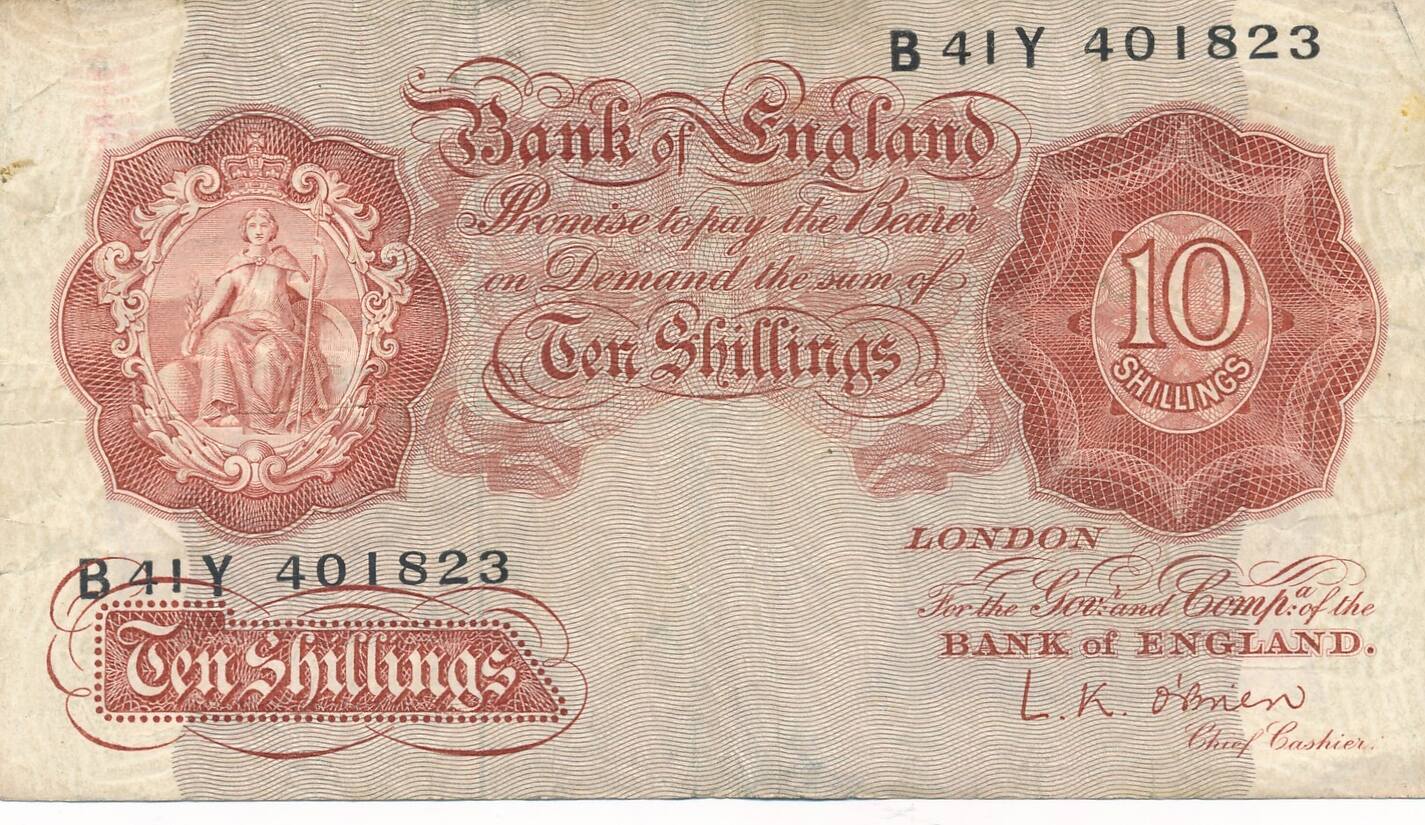 B41Y 401823
Bank of England
Promise to pay the Bearer
on Demand the sum of
Ten Shillings
10
SHILLINGS
B41Y 401823
Ten Shillings
LONDON
For the Govr: and Compa: of the
BANK of ENGLAND.
L.K. O'Brien
Chief Cashier.